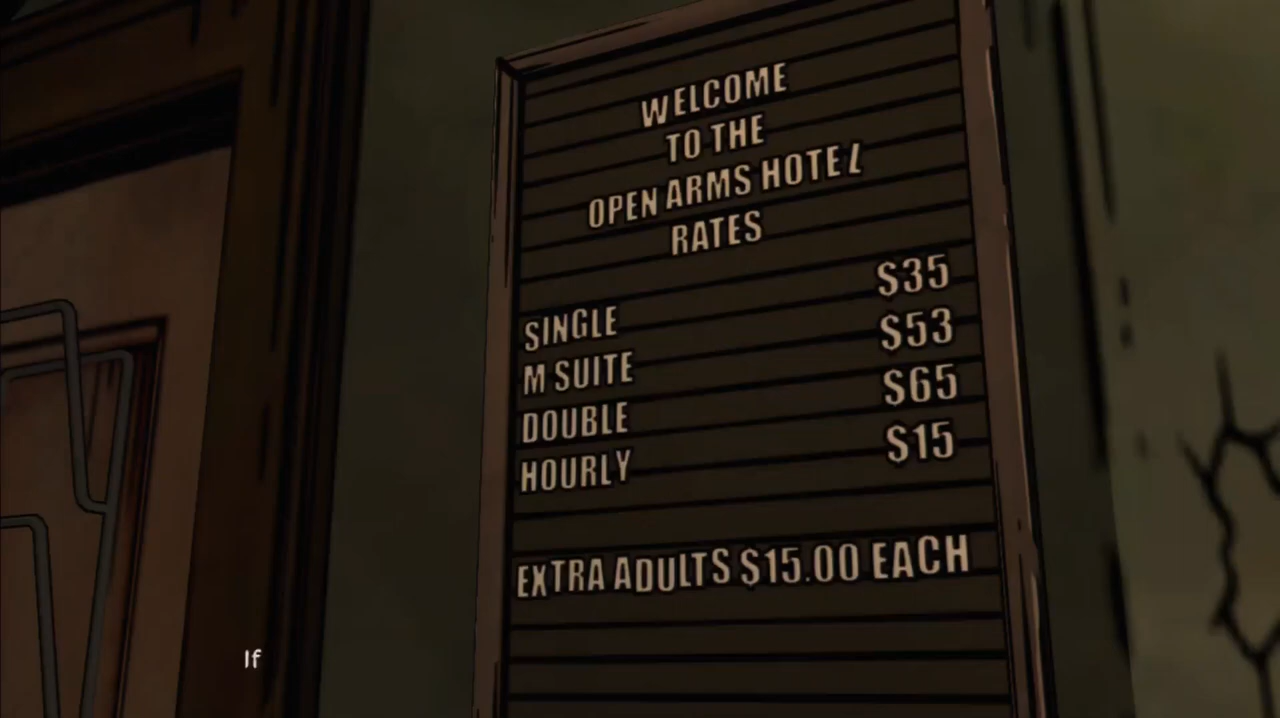 WELCOME
TO THE
OPEN ARMS HOTEL
RATES
SINGLE $35
M SUITE $53
DOUBLE $65
HOURLY $15
EXTRA ADULTS $15.00 EACH
If